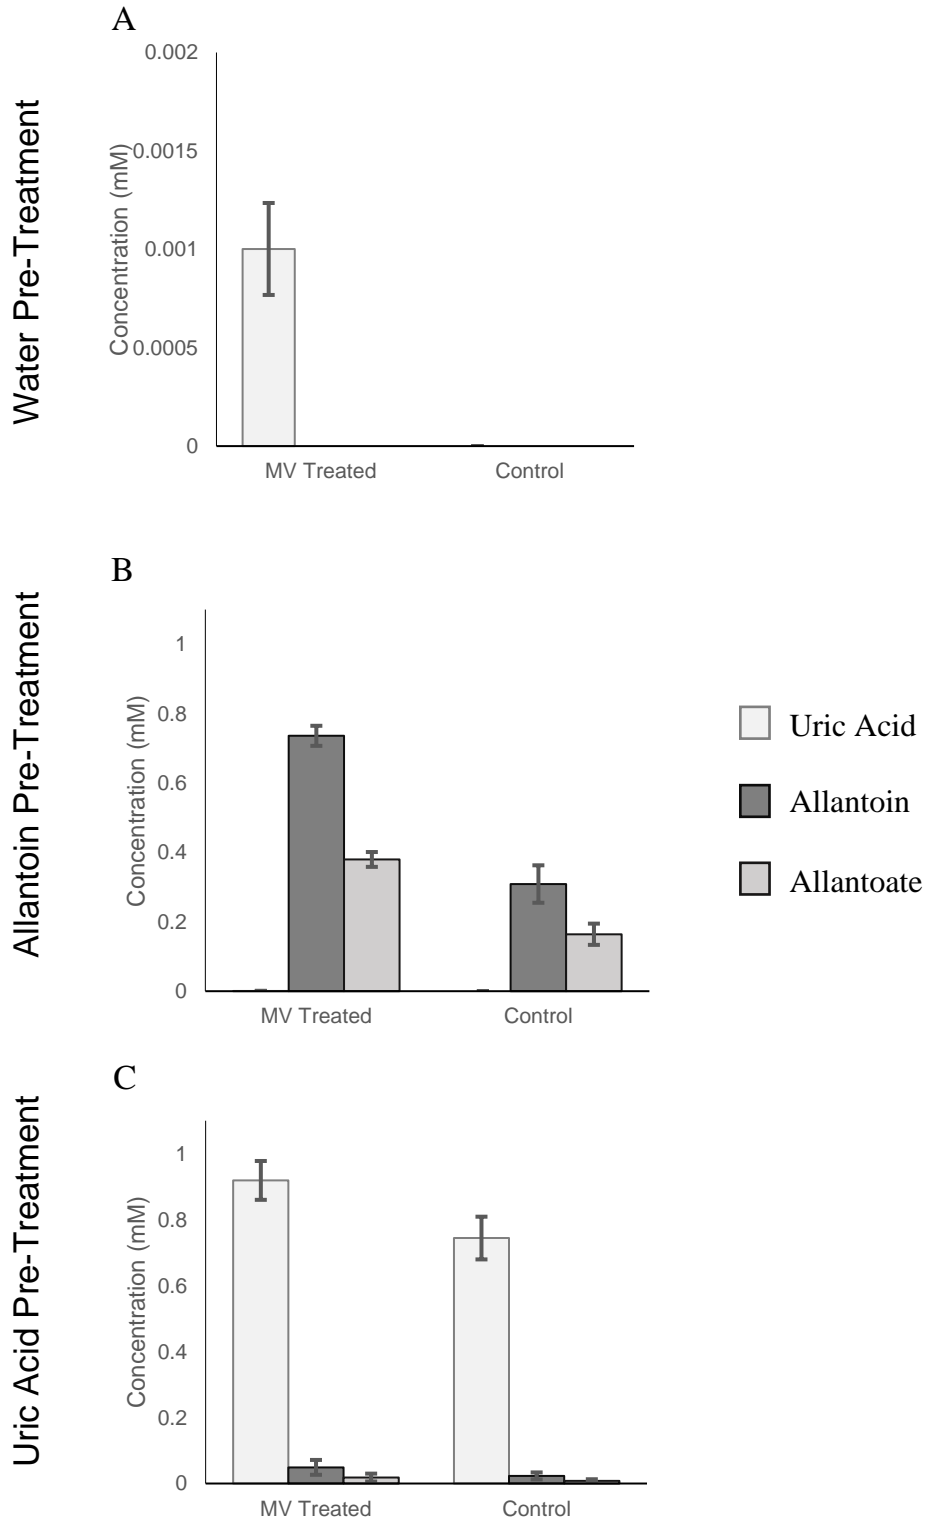 A
Water Pre-Treatment
Concentration (mM)
0.002
0.0015
0.001
0.0005
0
MV Treated
Control
B
Allantoin Pre-Treatment
Concentration (mM)
1
0.8
0.6
0.4
0.2
0
MV Treated
Control
Uric Acid
Allantoin
Allantoate
C
Uric Acid Pre-Treatment
Concentration (mM)
1
0.8
0.6
0.4
0.2
0
MV Treated
Control